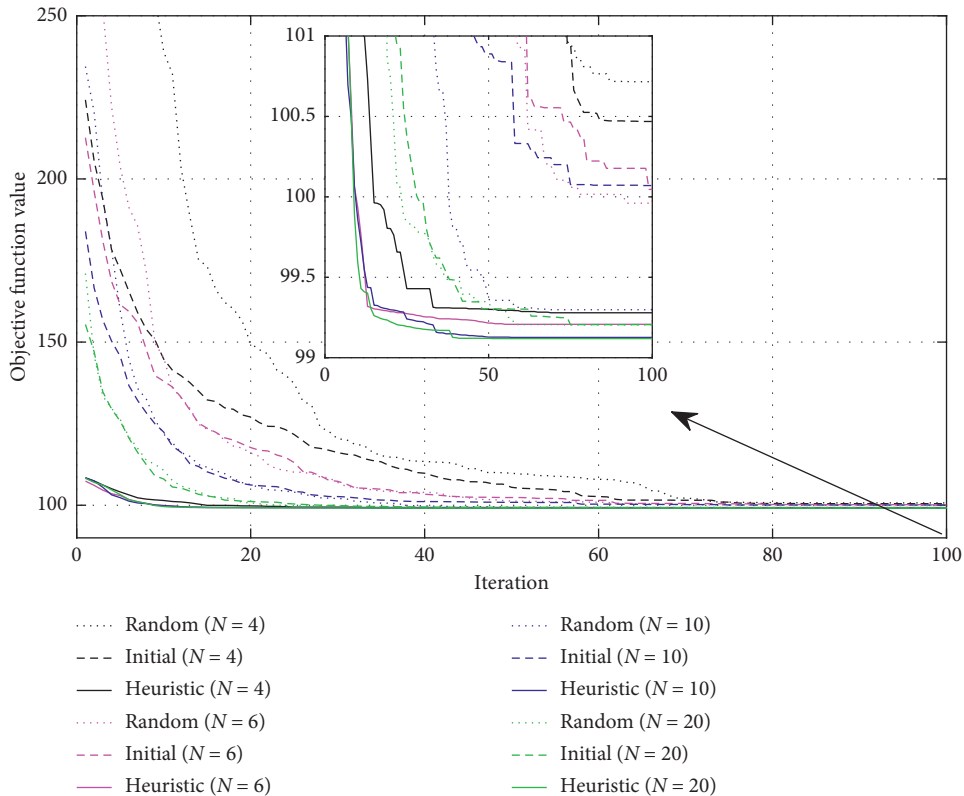 250
200
150
100
Objective function value
101
100.5
100
99.5
99
0
50
100
0
20
40
60
80
100
Iteration
Random (N = 4)
Initial (N = 4)
Heuristic (N = 4)
Random (N = 6)
Initial (N = 6)
Heuristic (N = 6)
Random (N = 10)
Initial (N = 10)
Heuristic (N = 10)
Random (N = 20)
Initial (N = 20)
Heuristic (N = 20)